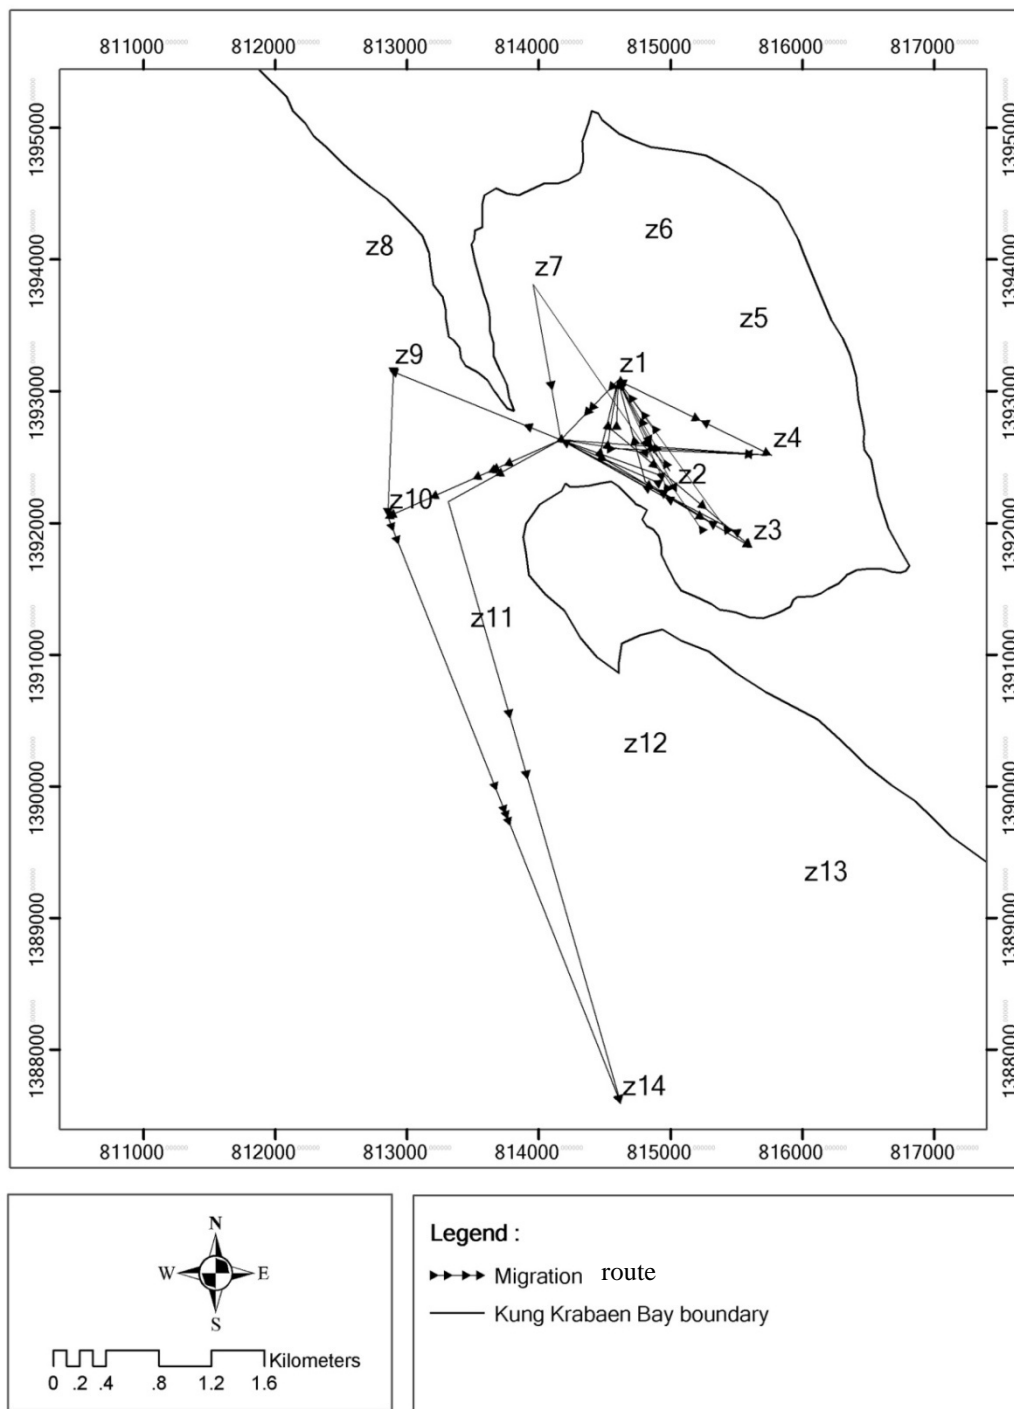 811000 812000 813000 814000 815000 816000 817000
1395000 1395000
z6
z8
1394000 z7 1394000
z5
z9 z1
1393000 1393000
z4
z2
z10
1392000 z3 1392000
z11
1391000 1391000
z12
1390000 1390000
z13
1389000 1389000
1388000 z14 1388000
811000 812000 813000 814000 815000 816000 817000
N
W E
S
Kilometers
0 .2 .4 .8 1.2 1.6
Legend :
Migration route
Kung Krabaen Bay boundary